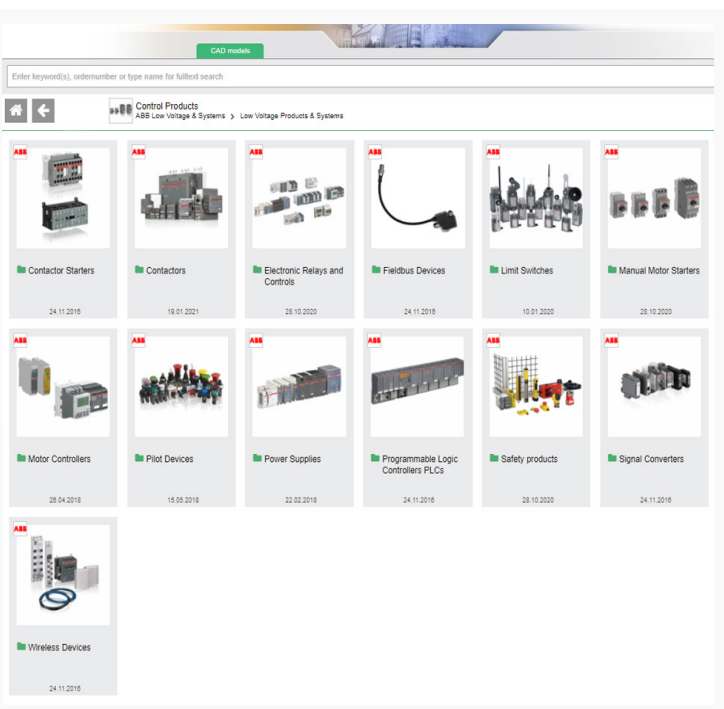 CAD models
Enter keyword(s), ordernumber or type name for fulltext search
Control Products
ABB Low Voltage & Systems > Low Voltage Products & Systems
ABB ABB ABB ABB ABB ABB
Contactor Starters Contactors Electronic Relays and Fieldbus Devices Limit Switches Manual Motor Starters
Controls
24.11.2016 19.01.2021 28.10.2020 24.11.2016 10.01.2020 28.10.2020
ABB ABB ABB ABB ABB ABB
Motor Controllers Pilot Devices Power Supplies Programmable Logic Safety products Signal Converters
Controllers PLCs
26.04.2018 15.05.2018 22.02.2018 24.11.2016 28.10.2020 24.11.2016
ABB
Wireless Devices
24.11.2016